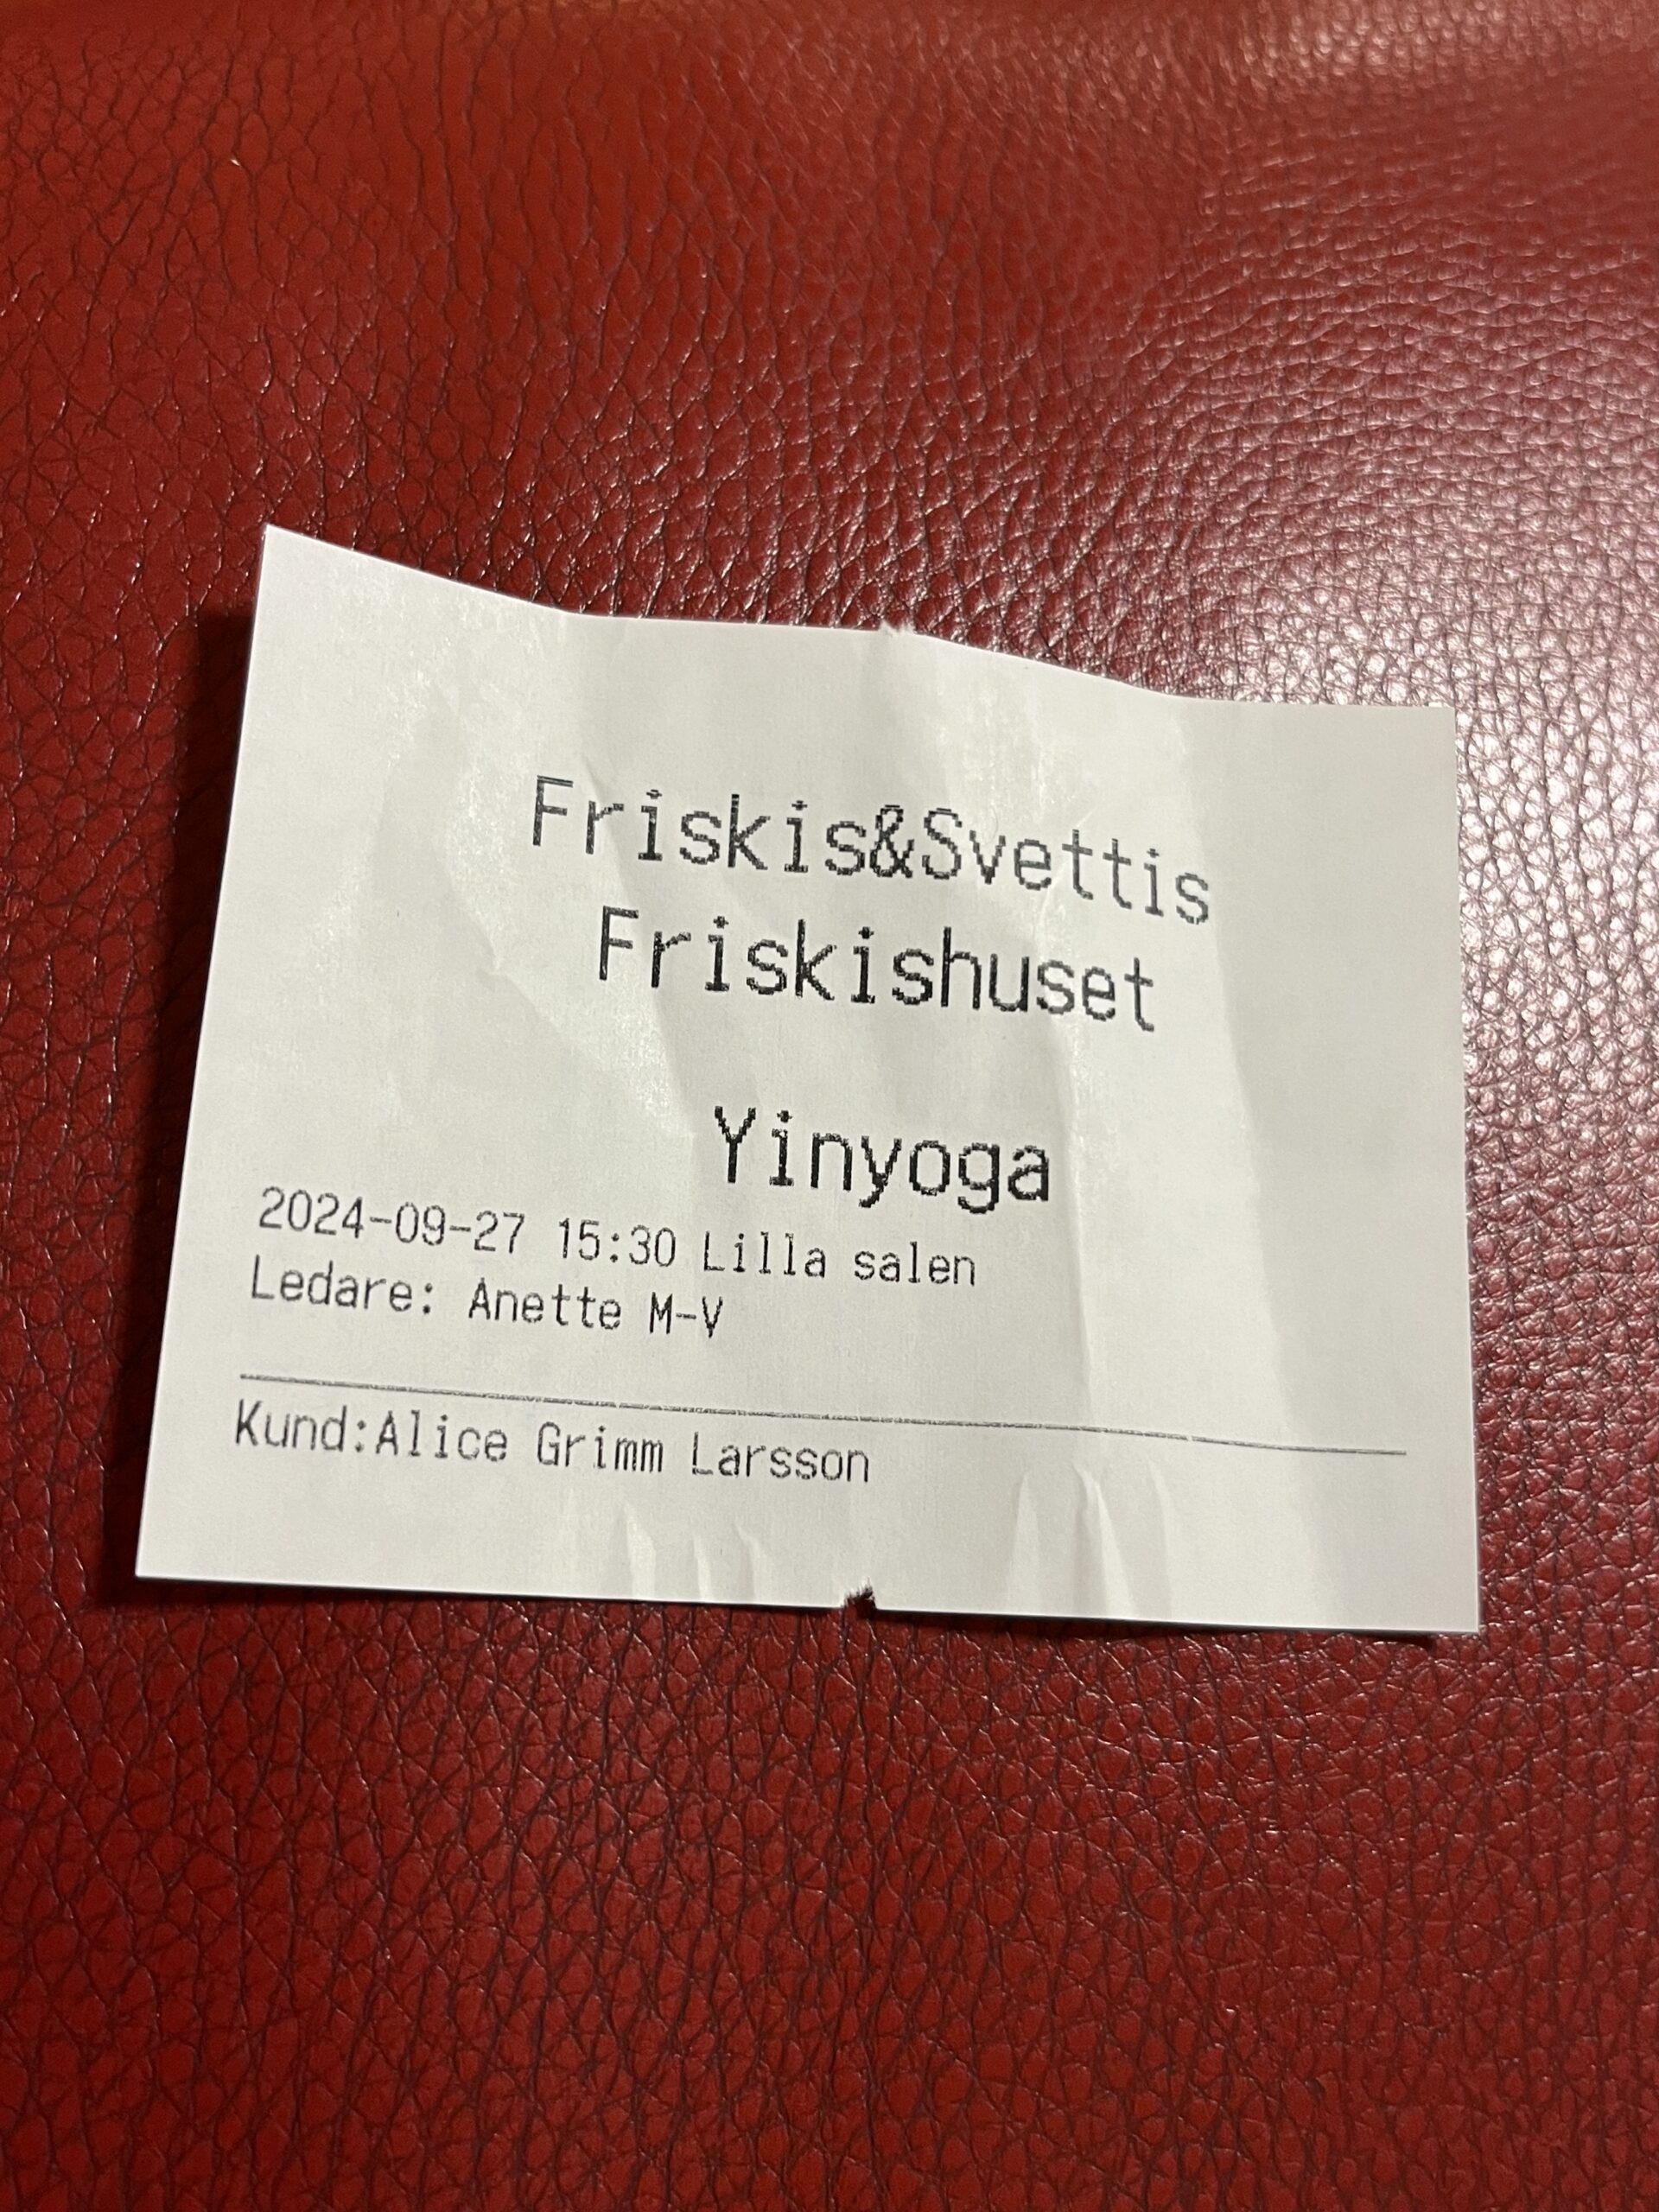 Friskis&Svettis
Friskishuset
Yinyoga
2024-09-27 15:30 Lilla salen
Ledare: Anette M-V
Kund:Alice Grimm Larsson